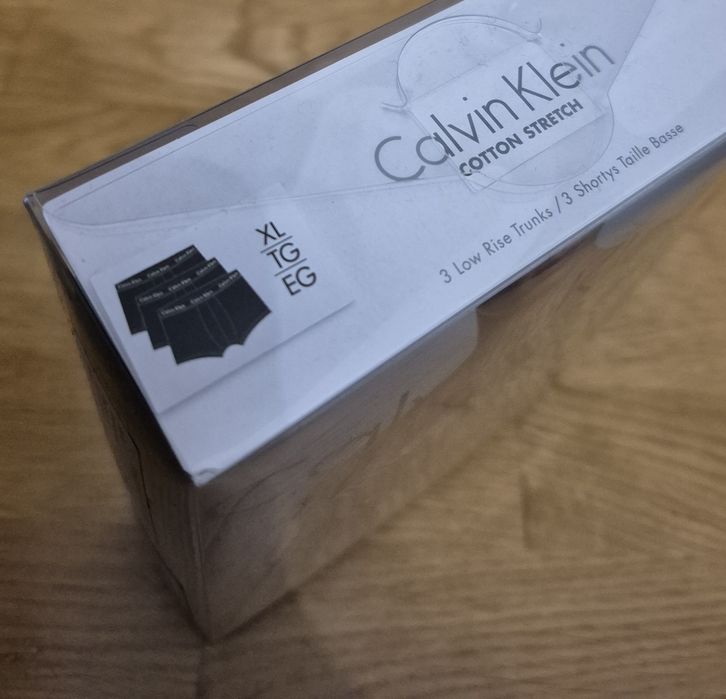 Calvin Klein
COTTON STRETCH
3 Low Rise Trunks / 3 Shortys Taille Basse
XL
TG
EG